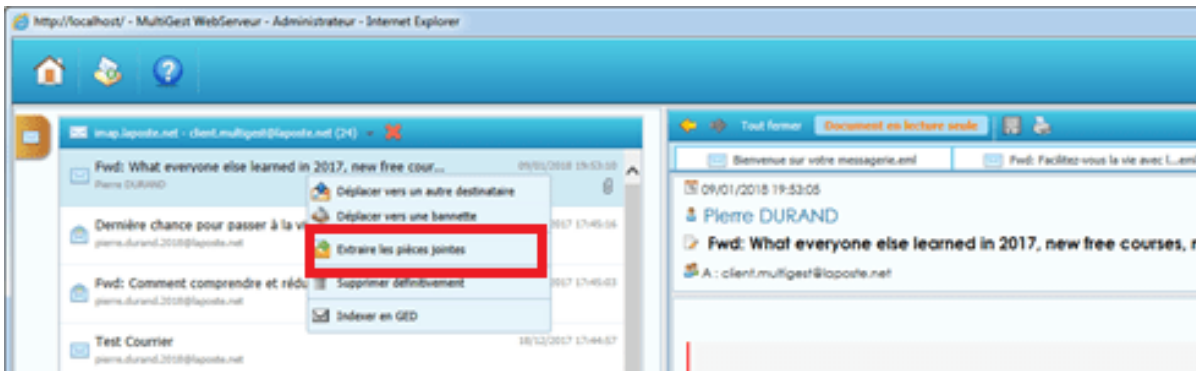 http://localhost/ - MultiGest WebServeur - Administrateur - Internet Explorer
imap.laposte.net - client.multigest@laposte.net (24)
Fwd: What everyone else learned in 2017, new free cour...
09/01/2018 19:53:10
Pierre DURAND
Déplacer vers un autre destinataire
Déplacer vers une bannette
Extraire les pièces jointes
Supprimer définitivement
Indexer en GED
Dernière chance pour passer à la vi
2017 17:45:16
pierre.durand.2018@laposte.net
Fwd: Comment comprendre et rédu
2017 17:45:03
pierre.durand.2018@laposte.net
Test Courrier
18/12/2017 17:44:57
pierre.durand.2018@laposte.net
Tout fermer
Document en lecture seule
Bienvenue sur votre messagerie.eml
Fwd: Facilitez-vous la vie avec l...eml
09/01/2018 19:53:05
Pierre DURAND
Fwd: What everyone else learned in 2017, new free courses,
A : client.multigest@laposte.net